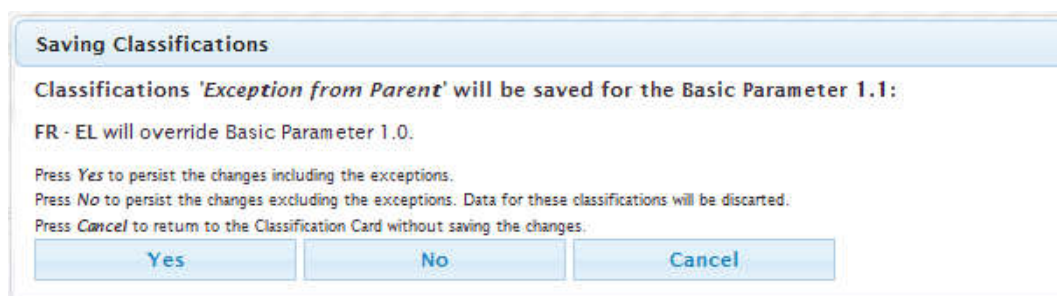 Saving Classifications
Classifications 'Exception from Parent' will be saved for the Basic Parameter 1.1:
FR - EL will override Basic Parameter 1.0.
Press Yes to persist the changes including the exceptions.
Press No to persist the changes excluding the exceptions. Data for these classifications will be discarted.
Press Cancel to return to the Classification Card without saving the changes.
Yes No Cancel